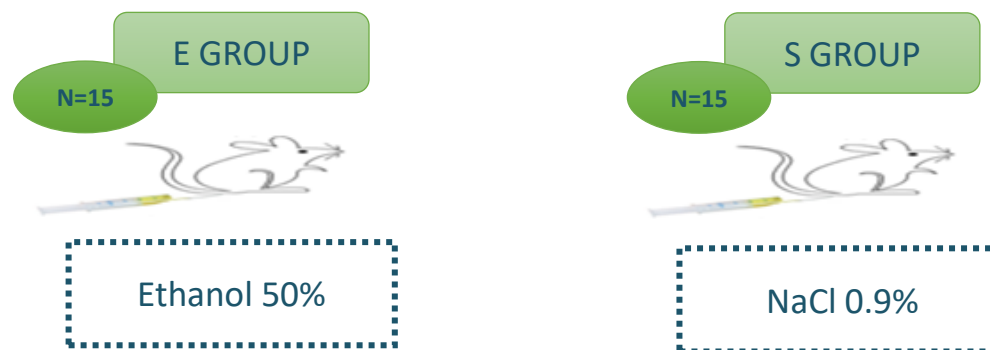 E GROUP
N=15
Ethanol 50%
S GROUP
N=15
NaCl 0.9%